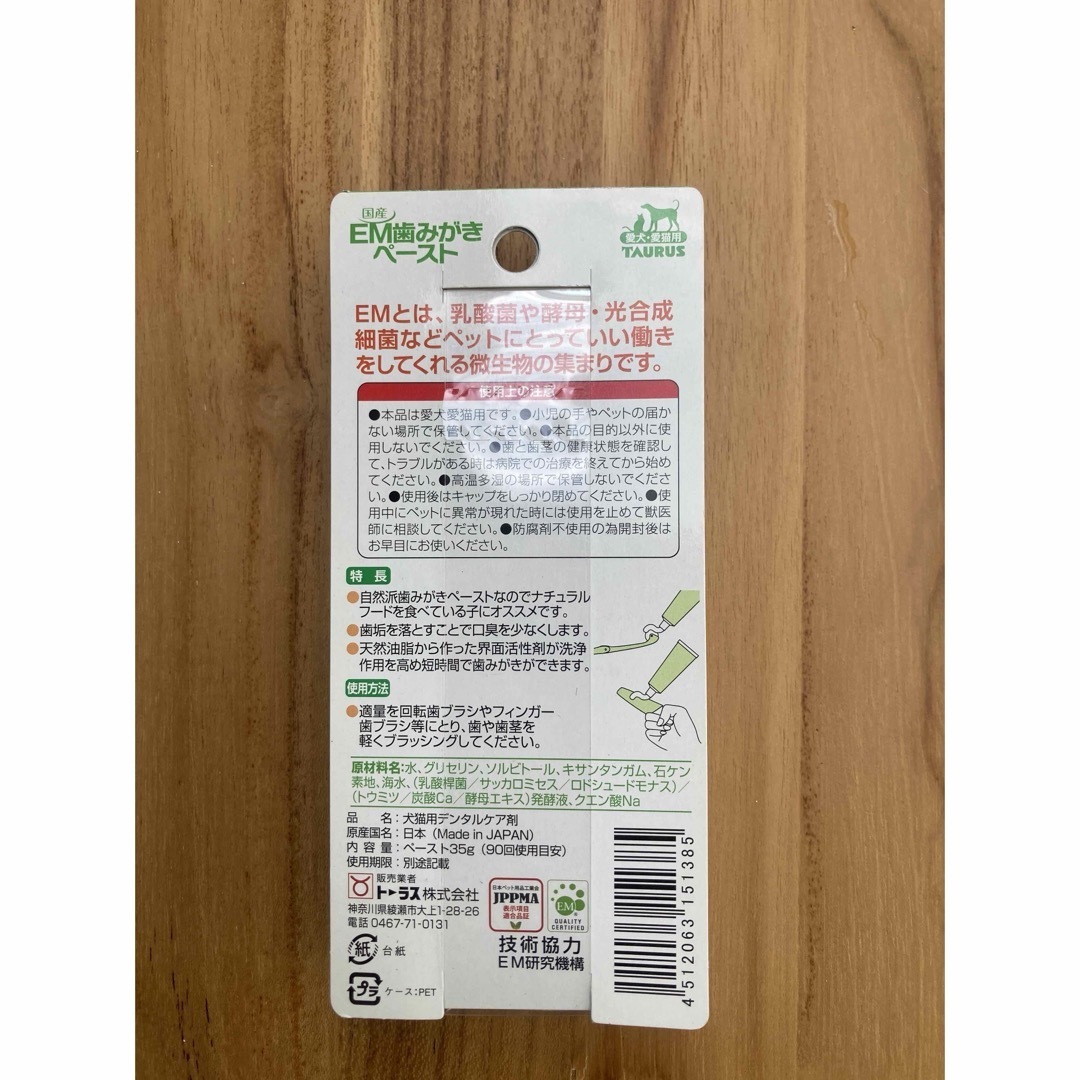 国産
EM歯みがき
ペースト
愛犬・愛猫用
TAURUS
EMとは、乳酸菌や酵母・光合成
細菌などペットにとっていい働き
をしてくれる微生物の集まりです。
使用上の注意
●本品は愛犬愛猫用です。●小児の手やペットの届か
ない場所で保管してください。●本品の目的以外に使
用しないでください。●歯と歯茎の健康状態を確認し
て、トラブルがある時は病院での治療を終えてから始め
てください。●高温多湿の場所で保管しないでくださ
い。●使用後はキャップをしっかり閉めてください。●使
用中にペットに異常が現れた時には使用を止めて獣医
師に相談してください。●防腐剤不使用の為開封後は
お早目にお使いください。
特長
●自然派歯みがきペーストなのでナチュラル
フードを食べている子にオススメです。
●歯垢を落とすことで口臭を少なくします。
●天然油脂から作った界面活性剤が洗浄
作用を高め短時間で歯みがきができます。
使用方法
●適量を回転歯ブラシやフィンガー
歯ブラシ等にとり、歯や歯茎を
軽くブラッシングしてください。
原材料名:水、グリセリン、ソルビトール、キサンタンガム、石ケン
素地、海水、(乳酸桿菌/サッカロミセス/ロドシュードモナス)/
(トウミツ/炭酸Ca/酵母エキス)発酵液、クエン酸Na
品名:犬猫用デンタルケア剤
原産国名:日本(Made in JAPAN)
内容量:ペースト35g(90回使用目安)
使用期限:別途記載
販売業者
トーラス株式会社
神奈川県綾瀬市大上1-28-26
電話 0467-71-0131
日本ペット用品工業会
JPPMA
表示項目
適合品証
EM
QUALITY
CERTIFIED
技術協力
EM研究機構
紙 台紙
プラ ケース:PET
4 512063 151385